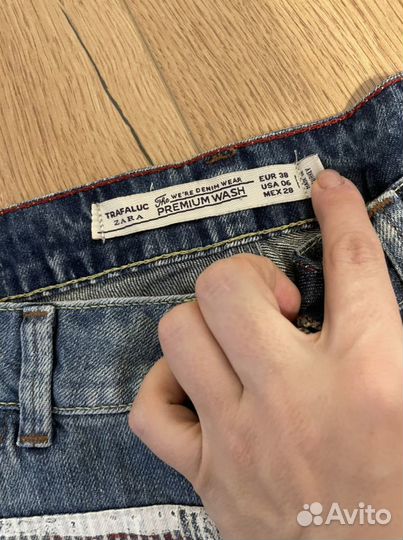 TRAFALUC
ZARA
The WE'RE DENIM WEAR
PREMIUM WASH
EUR 38
USA 06
MEX 28
Avito